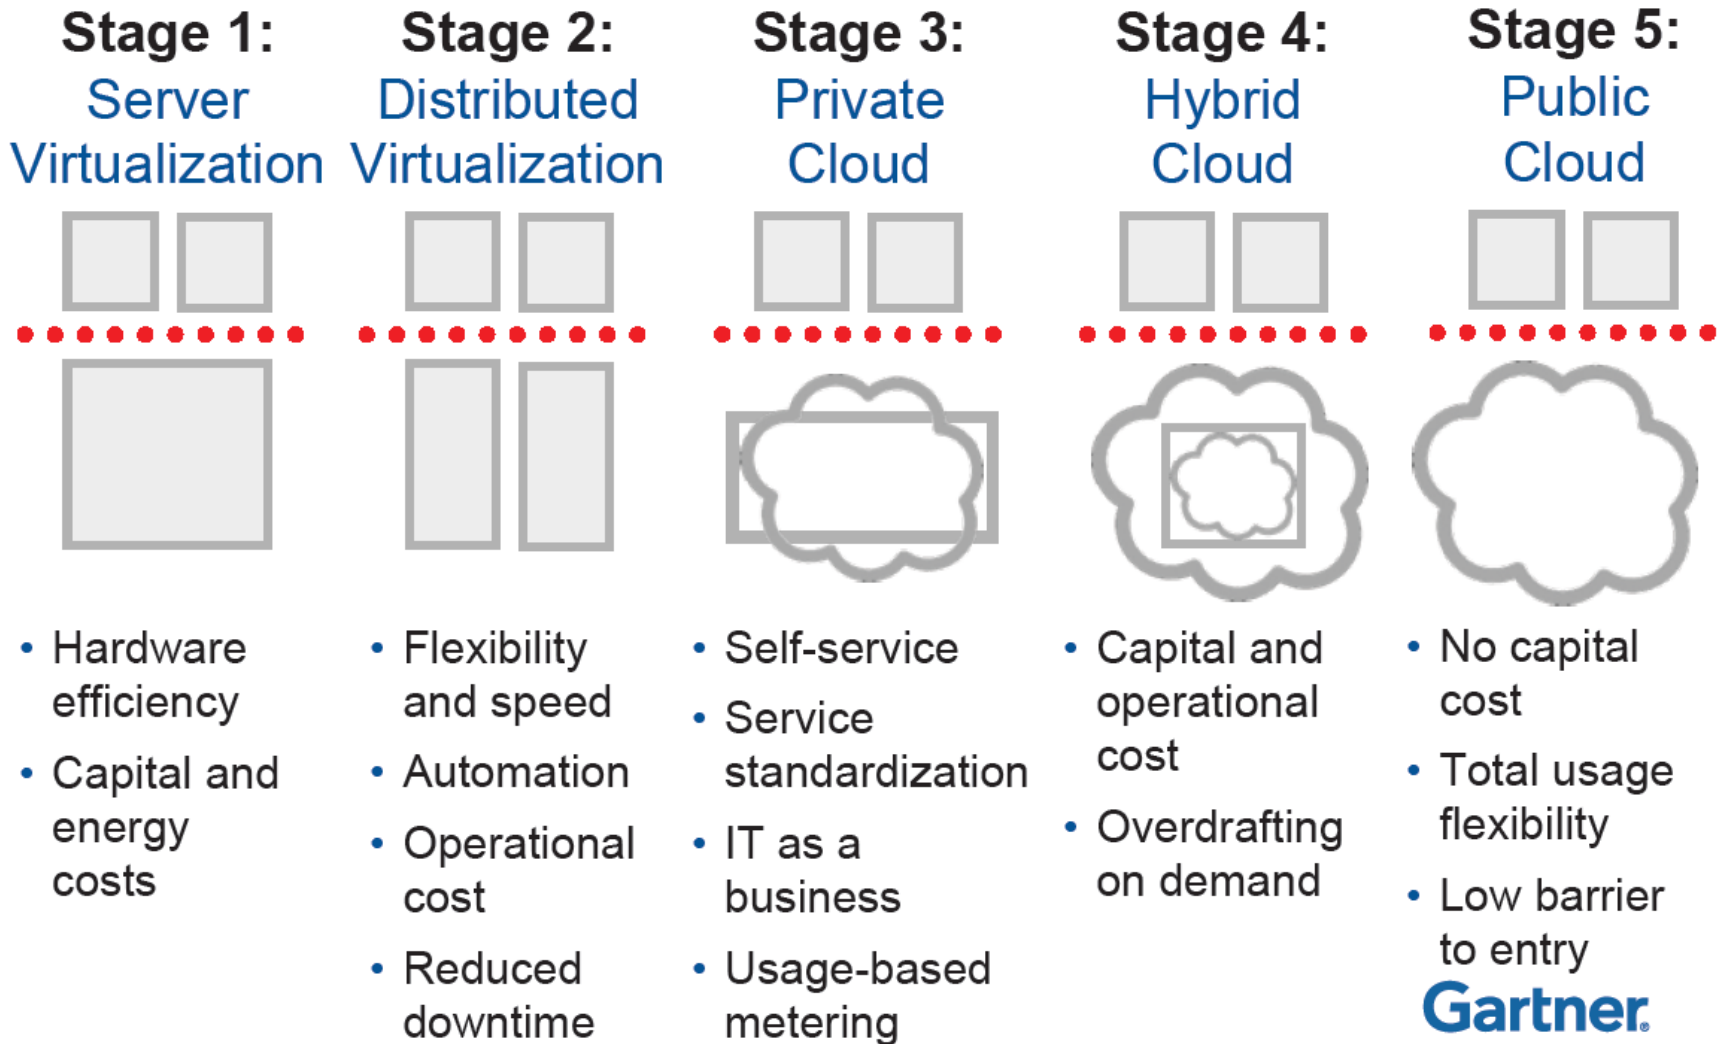 Stage 1:
Server
Virtualization
Hardware
efficiency
Capital and
energy
costs
Stage 2:
Distributed
Virtualization
Flexibility
and speed
Automation
Operational
cost
Reduced
downtime
Stage 3:
Private
Cloud
Self-service
Service
standardization
IT as a
business
Usage-based
metering
Stage 4:
Hybrid
Cloud
Capital and
operational
cost
Overdrafting
on demand
Stage 5:
Public
Cloud
No capital
cost
Total usage
flexibility
Low barrier
to entry
Gartner®